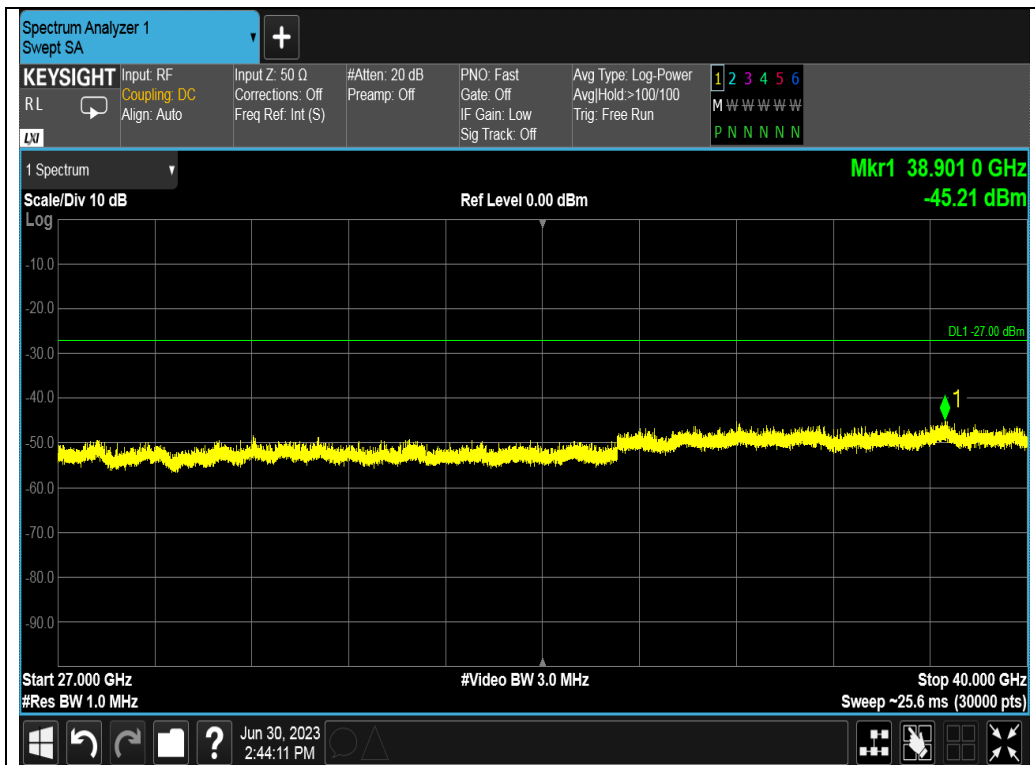 Spectrum Analyzer 1
Swept SA
KEYSIGHT
R L
LXI
Input: RF
Coupling: DC
Align: Auto
Input Z: 50 Ω
Corrections: Off
Freq Ref: Int (S)
#Atten: 20 dB
Preamp: Off
PNO: Fast
Gate: Off
IF Gain: Low
Sig Track: Off
Avg Type: Log-Power
Avg|Hold:>100/100
Trig: Free Run
1 2 3 4 5 6
M W W W W W
P N N N N N
1 Spectrum
Mkr1 38.901 0 GHz
-45.21 dBm
Scale/Div 10 dB
Ref Level 0.00 dBm
Log
-10.0
-20.0
DL1 -27.00 dBm
-30.0
-40.0
1
-50.0
-60.0
-70.0
-80.0
-90.0
Start 27.000 GHz
#Video BW 3.0 MHz
Stop 40.000 GHz
#Res BW 1.0 MHz
Sweep ~25.6 ms (30000 pts)
?
Jun 30, 2023
2:44:11 PM